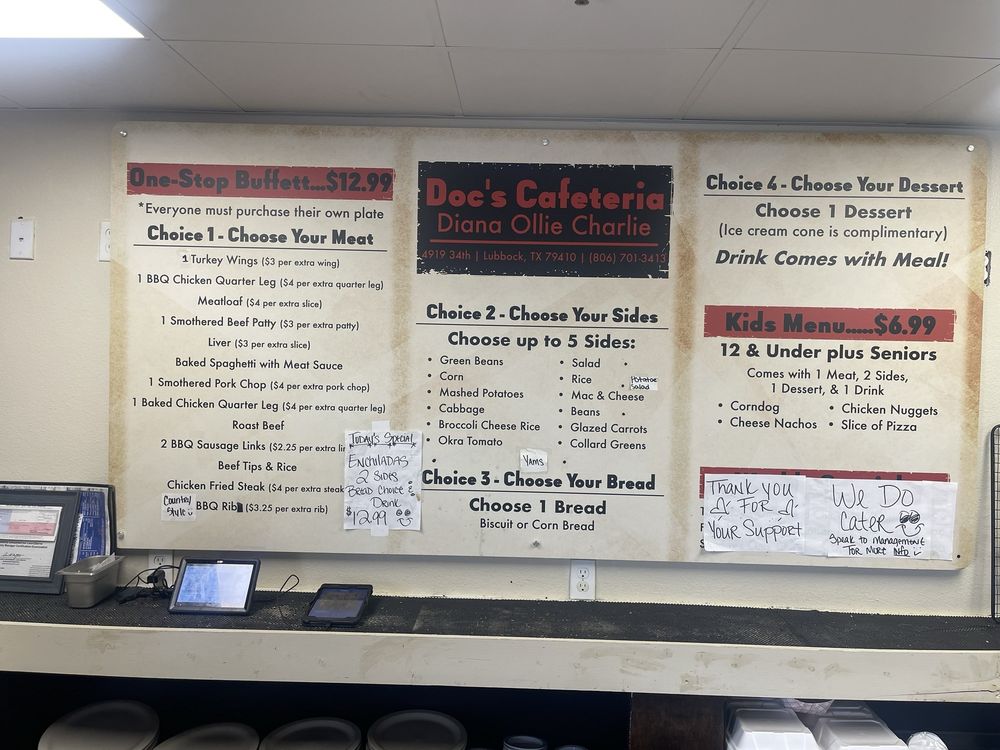 One-Stop Buffett...$12.99
*Everyone must purchase their own plate
Choice 1 - Choose Your Meat
1 Turkey Wings ($3 per extra wing)
1 BBQ Chicken Quarter Leg ($4 per extra quarter leg)
Meatloaf ($4 per extra slice)
1 Smothered Beef Patty ($3 per extra patty)
Liver ($3 per extra slice)
Baked Spaghetti with Meat Sauce
1 Smothered Pork Chop ($4 per extra pork chop)
1 Baked Chicken Quarter Leg ($4 per extra quarter leg)
Roast Beef
2 BBQ Sausage Links ($2.25 per extra
Beef Tips & Rice
Chicken Fried Steak ($4 per extra steak
Country Style
BBQ Rib ($3.25 per extra rib)
Today's Special
Enchiladas
2 Sides
Bread Choice &
Drink
$12.99
Doc's Cafeteria
Diana Ollie Charlie
4919 34th | Lubbock, TX 79410 | (806) 701-3413
Choice 2 - Choose Your Sides
Choose up to 5 Sides:
• Green Beans
• Corn
• Mashed Potatoes
• Cabbage
• Broccoli Cheese Rice
• Okra Tomato
• Salad
• Rice
• Mac & Cheese
• Beans
• Glazed Carrots
• Collard Greens
Potatoe
Salad
Yams
Choice 3 - Choose Your Bread
Choose 1 Bread
Biscuit or Corn Bread
Choice 4 - Choose Your Dessert
Choose 1 Dessert
(Ice cream cone is complimentary)
Drink Comes with Meal!
Kids Menu.....$6.99
12 & Under plus Seniors
Comes with 1 Meat, 2 Sides,
1 Dessert, & 1 Drink
• Corndog
• Cheese Nachos
• Chicken Nuggets
• Slice of Pizza
Thank you
For
Your Support
We Do
Cater
Speak to Management
For More Info